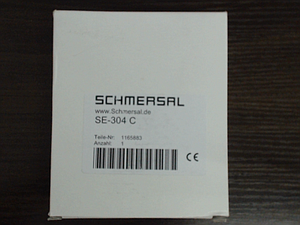 SCHMERSAL
www.Schmersal.de
SE-304 C
Teile-Nr. 1165883
Anzahl: 1
CE